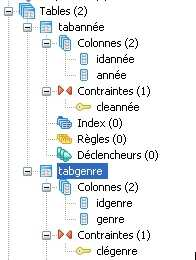 Tables (2)
tabannée
Colonnes (2)
idannée
année
Contraintes (1)
cleannée
Index (0)
Règles (0)
Déclencheurs (0)
tabgenre
Colonnes (2)
idgenre
genre
Contraintes (1)
clégenre